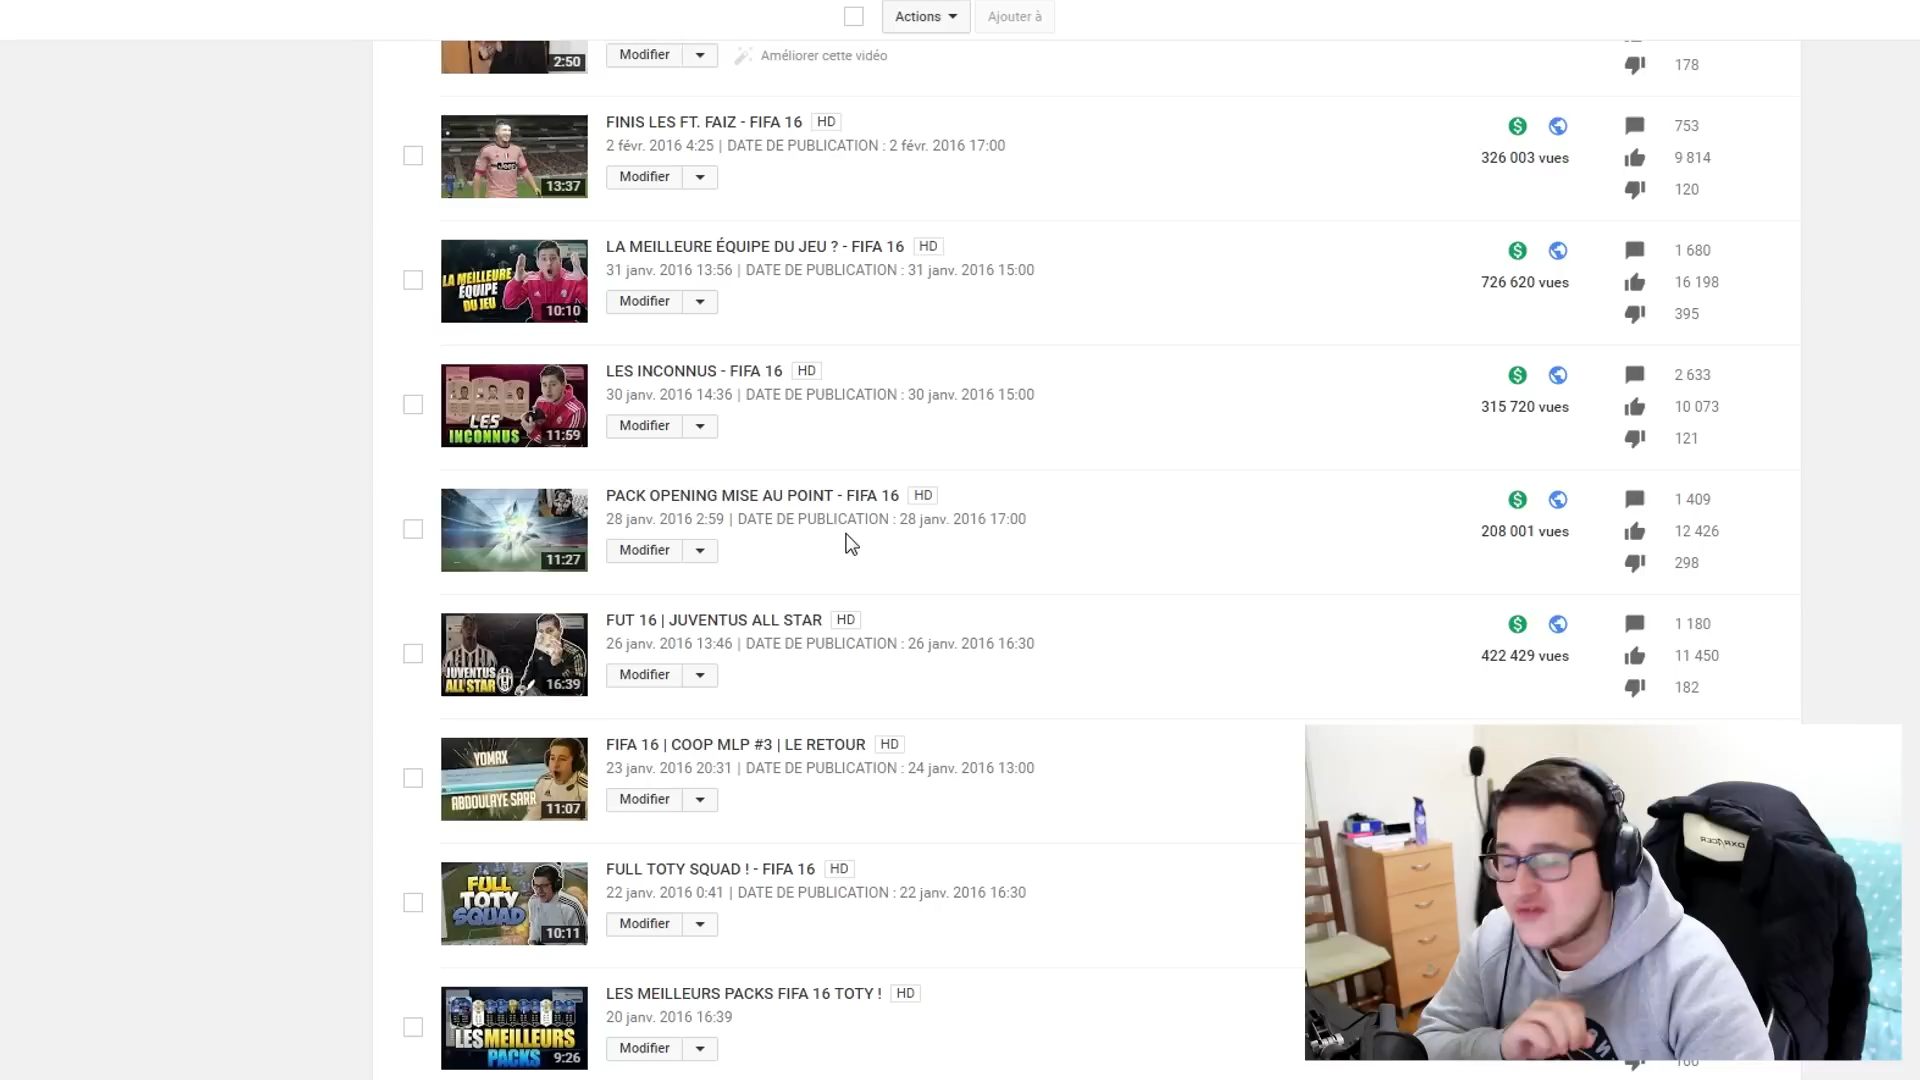 Actions Ajouter à
2:50 Modifier Améliorer cette vidéo 178
FINIS LES FT. FAIZ - FIFA 16 HD 753
2 févr. 2016 4:25 | DATE DE PUBLICATION : 2 févr. 2016 17:00
326 003 vues 9 814
Jeep
13:37 Modifier 120
LA MEILLEURE ÉQUIPE DU JEU ? - FIFA 16 HD 1 680
31 janv. 2016 13:56 | DATE DE PUBLICATION : 31 janv. 2016 15:00
726 620 vues 16 198
LA MEILLEURE
ÉQUIPE
DU JEU
10:10 Modifier 395
LES INCONNUS - FIFA 16 HD 2 633
30 janv. 2016 14:36 | DATE DE PUBLICATION : 30 janv. 2016 15:00
315 720 vues 10 073
LES
INCONNUS
11:59 Modifier 121
PACK OPENING MISE AU POINT - FIFA 16 HD 1 409
28 janv. 2016 2:59 | DATE DE PUBLICATION : 28 janv. 2016 17:00
208 001 vues 12 426
11:27 Modifier 298
FUT 16 | JUVENTUS ALL STAR HD 1 180
26 janv. 2016 13:46 | DATE DE PUBLICATION : 26 janv. 2016 16:30
422 429 vues 11 450
JUVENTUS
ALL STAR
16:39 Modifier 182
FIFA 16 | COOP MLP #3 | LE RETOUR HD
23 janv. 2016 20:31 | DATE DE PUBLICATION : 24 janv. 2016 13:00
YOMAX
ABDOULAYE SARR
11:07 Modifier
FULL TOTY SQUAD ! - FIFA 16 HD
22 janv. 2016 0:41 | DATE DE PUBLICATION : 22 janv. 2016 16:30
FULL
TOTY
SQUAD
10:11 Modifier
LES MEILLEURS PACKS FIFA 16 TOTY ! HD
20 janv. 2016 16:39
LES MEILLEURS
PACKS
9:26 Modifier
DXRACER